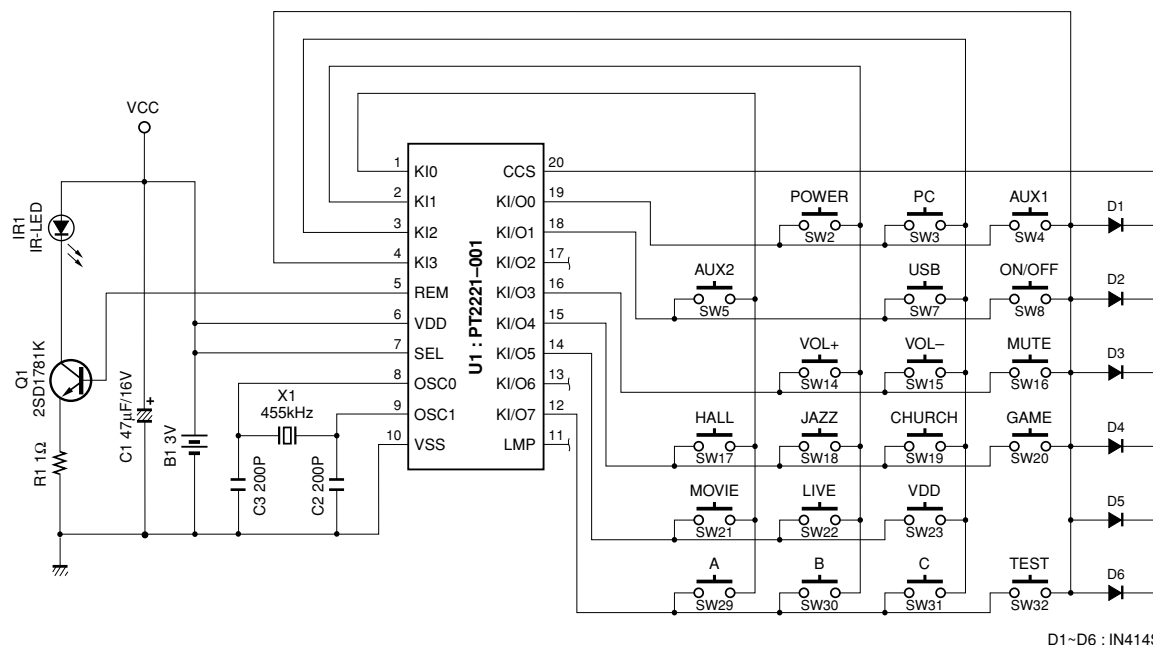 VCC
IR1
IR-LED
Q1
2SD1781K
R1 1Ω
C1 47µF/16V
+
B1 3V
X1
455kHz
C3 200P
C2 200P
U1 : PT2221–001
1 KI0
2 KI1
3 KI2
4 KI3
5 REM
6 VDD
7 SEL
8 OSC0
9 OSC1
10 VSS
CCS 20
KI/O0 19
KI/O1 18
KI/O2 17
KI/O3 16
KI/O4 15
KI/O5 14
KI/O6 13
KI/O7 12
LMP 11
POWER PC AUX1 D1
SW2 SW3 SW4
AUX2 USB ON/OFF D2
SW5 SW7 SW8
VOL+ VOL– MUTE D3
SW14 SW15 SW16
HALL JAZZ CHURCH GAME D4
SW17 SW18 SW19 SW20
MOVIE LIVE VDD D5
SW21 SW22 SW23
A B C TEST D6
SW29 SW30 SW31 SW32
D1~D6 : IN414